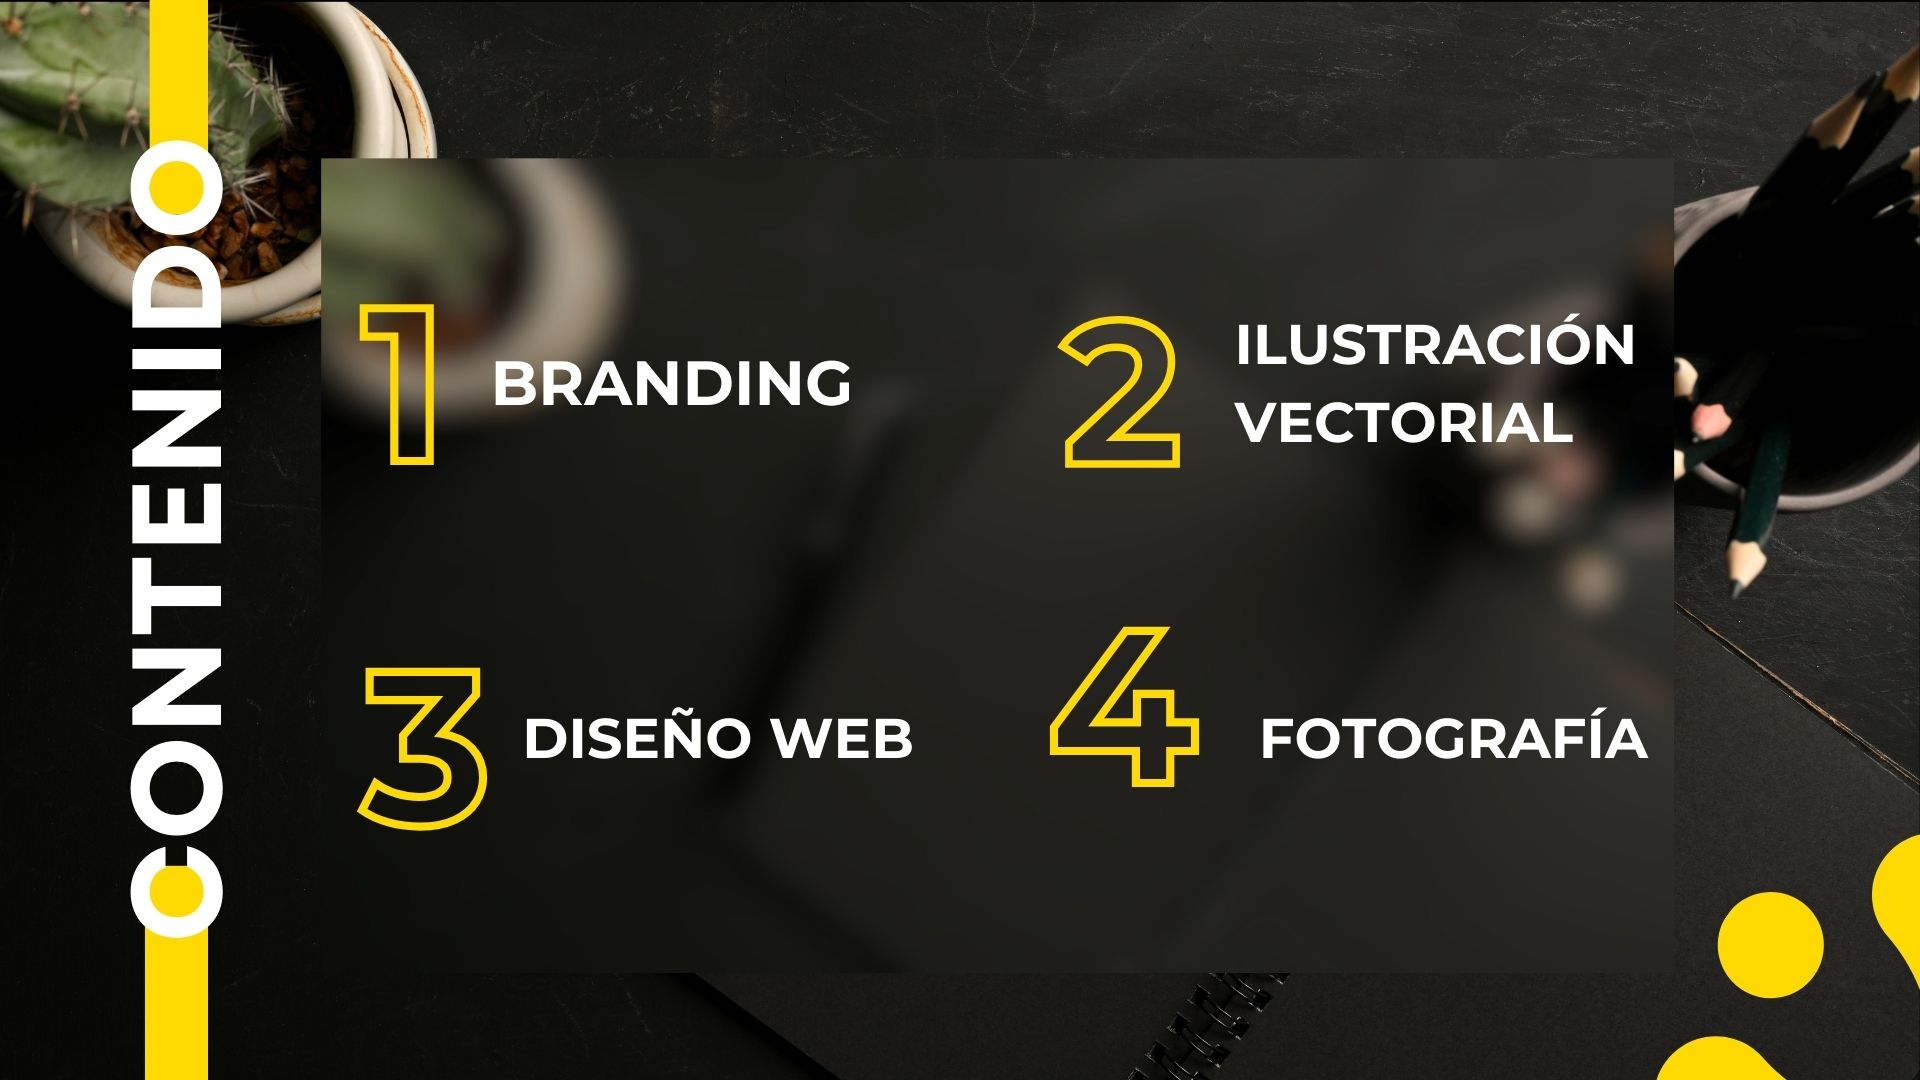 CONTENIDO
1
BRANDING
2
ILUSTRACIÓN
VECTORIAL
3
DISEÑO WEB
4
FOTOGRAFÍA